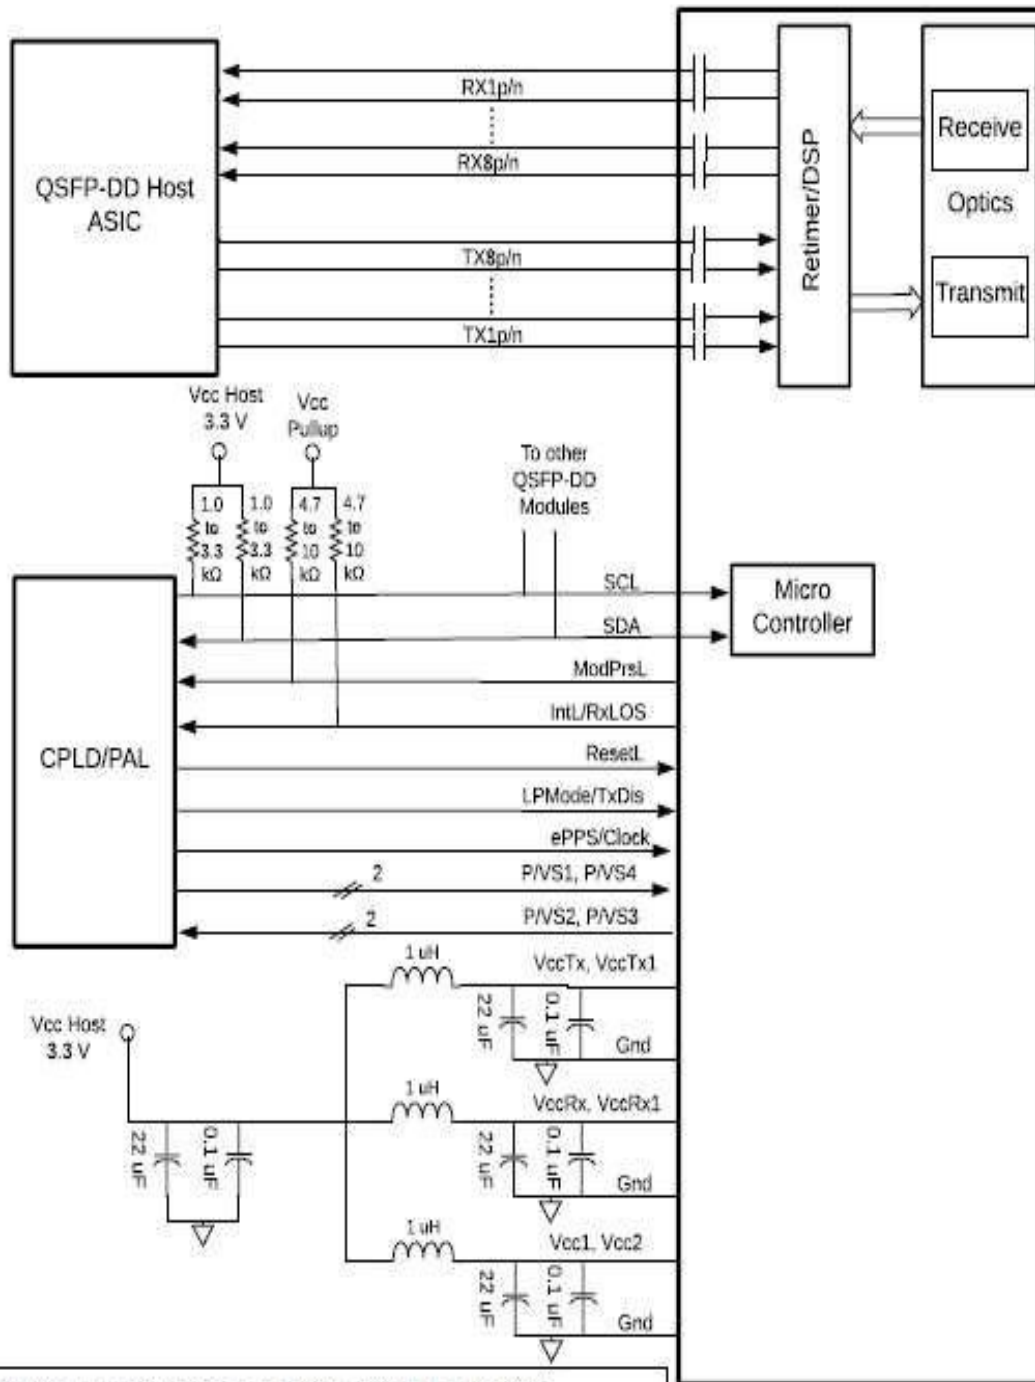 QSFP-DD Host
ASIC
RX1p/n
RX8p/n
TX8p/n
TX1p/n
Retimer/DSP
Receive
Optics
Transmit
Vcc Host
3.3 V
Vcc
Pullup
To other
QSFP-DD
Modules
1.0
to
3.3
kΩ
1.0
to
3.3
kΩ
4.7
to
10
kΩ
4.7
to
10
kΩ
SCL
SDA
ModPrsL
IntL/RxLOS
ResetL
LPMode/TxDis
ePPS/Clock
2
P/VS1, P/VS4
2
P/VS2, P/VS3
CPLD/PAL
Micro
Controller
1 uH
VccTx, VccTx1
22 uF
0.1 uF
Gnd
Vcc Host
3.3 V
22 uF
0.1 uF
1 uH
VccRx, VccRx1
22 uF
0.1 uF
Gnd
1 uH
Vcc1, Vcc2
22 uF
0.1 uF
Gnd